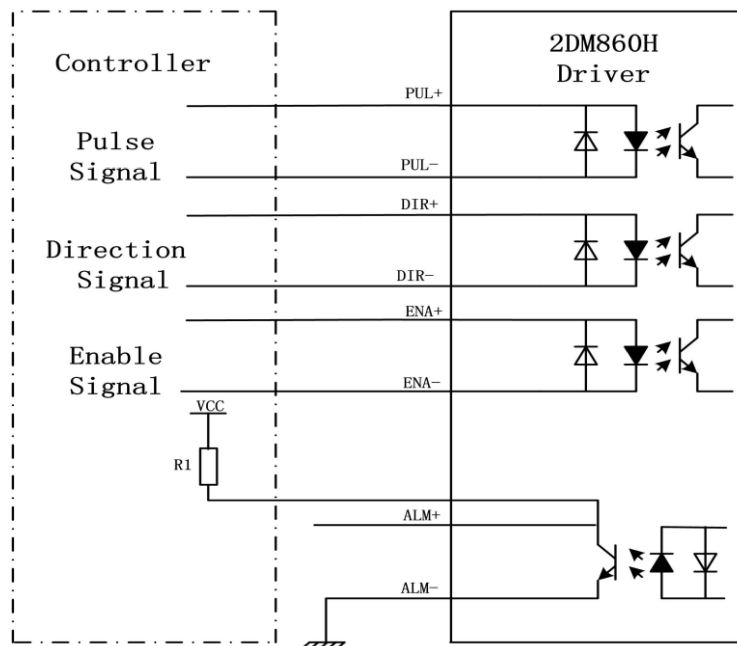 Controller
2DM860H
Driver
PUL+
Pulse
Signal
PUL-
DIR+
Direction
Signal
DIR-
ENA+
Enable
Signal
ENA-
VCC
R1
ALM+
ALM-